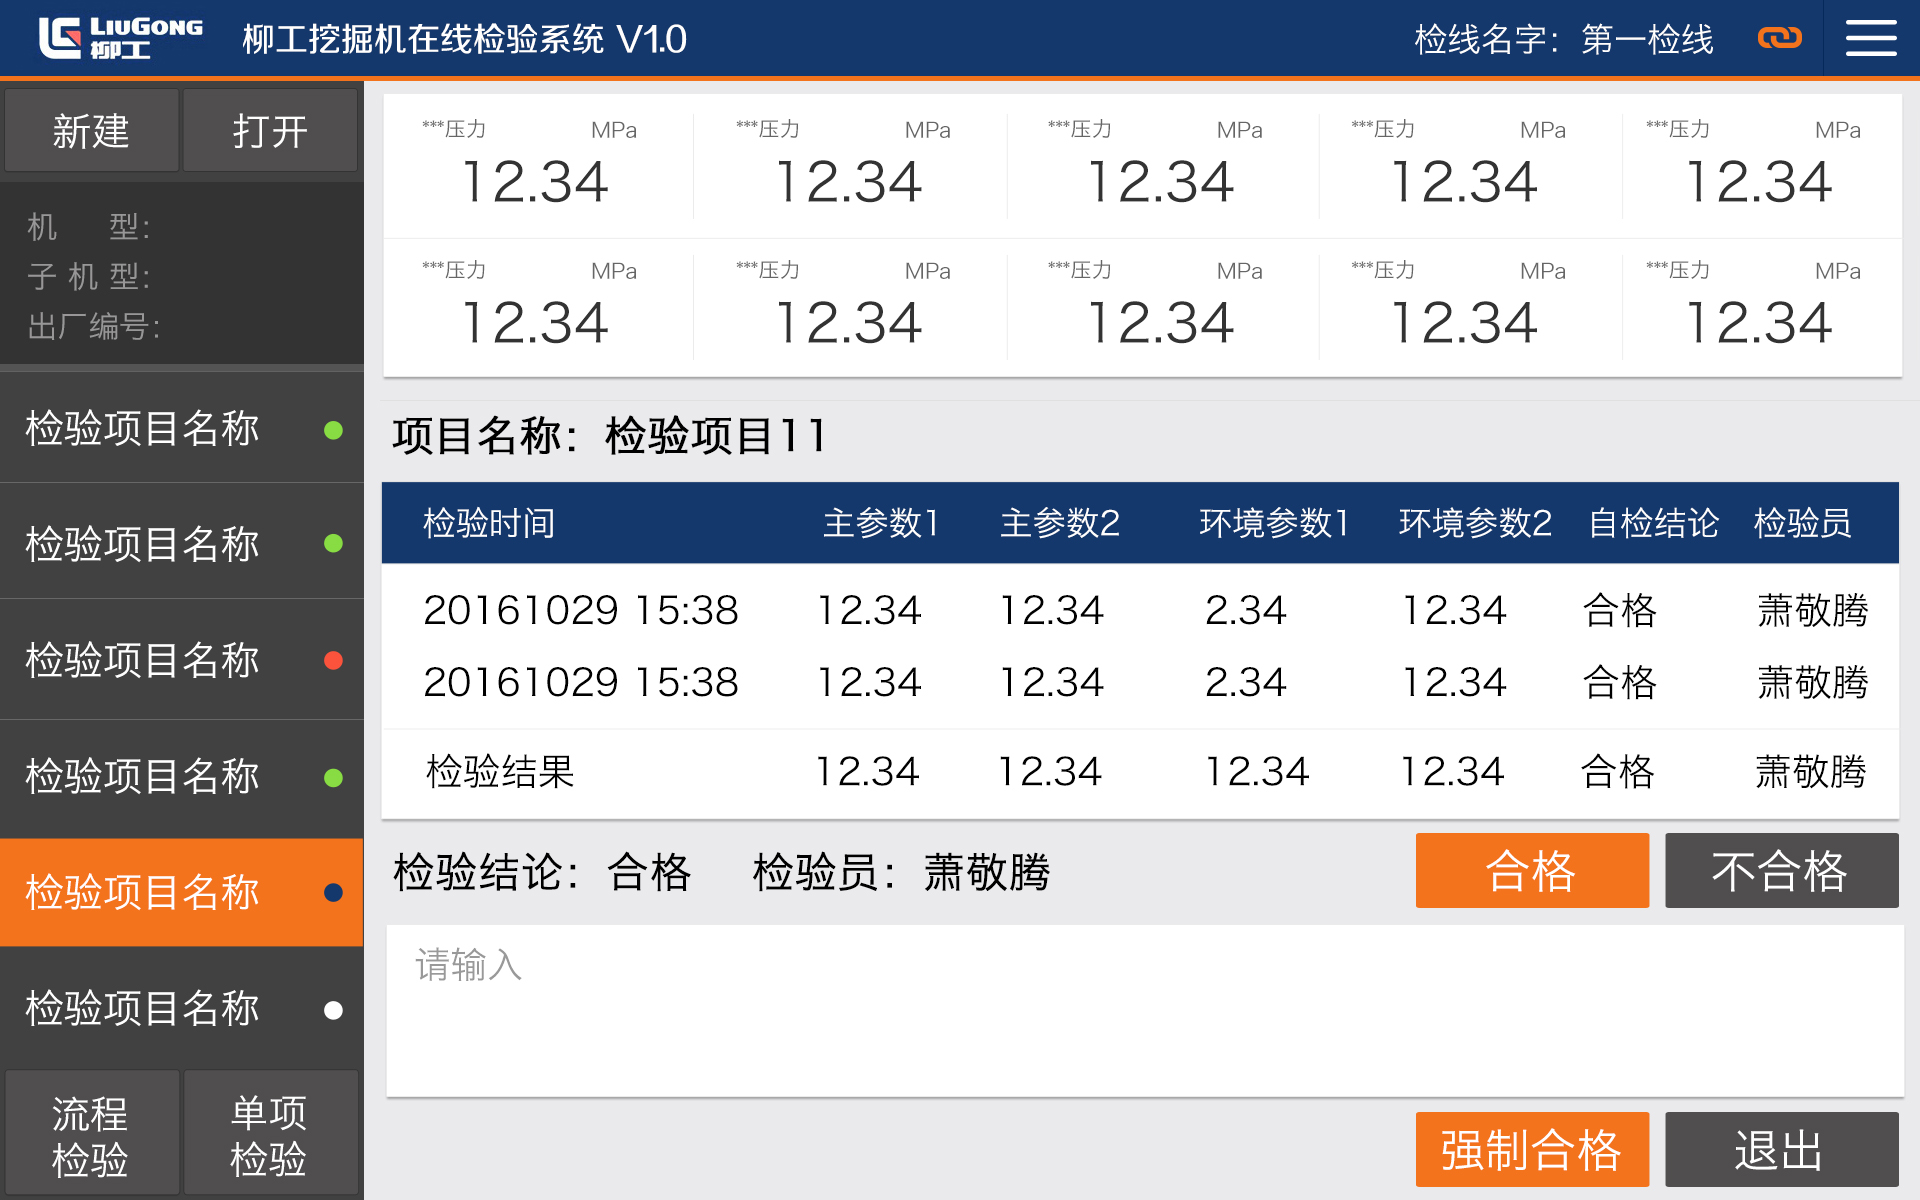 LIUGONG
柳工
柳工挖掘机在线检验系统 V1.0
检线名字：第一检线
新建 打开
机 型：
子 机 型：
出厂编号：
检验项目名称
检验项目名称
检验项目名称
检验项目名称
检验项目名称
检验项目名称
流程检验
单项检验
***压力 MPa ***压力 MPa ***压力 MPa ***压力 MPa ***压力 MPa
12.34 12.34 12.34 12.34 12.34
***压力 MPa ***压力 MPa ***压力 MPa ***压力 MPa ***压力 MPa
12.34 12.34 12.34 12.34 12.34
项目名称：检验项目11
检验时间 主参数1 主参数2 环境参数1 环境参数2 自检结论 检验员
20161029 15:38 12.34 12.34 2.34 12.34 合格 萧敬腾
20161029 15:38 12.34 12.34 2.34 12.34 合格 萧敬腾
检验结果 12.34 12.34 12.34 12.34 合格 萧敬腾
检验结论：合格 检验员：萧敬腾
合格 不合格
请输入
强制合格 退出